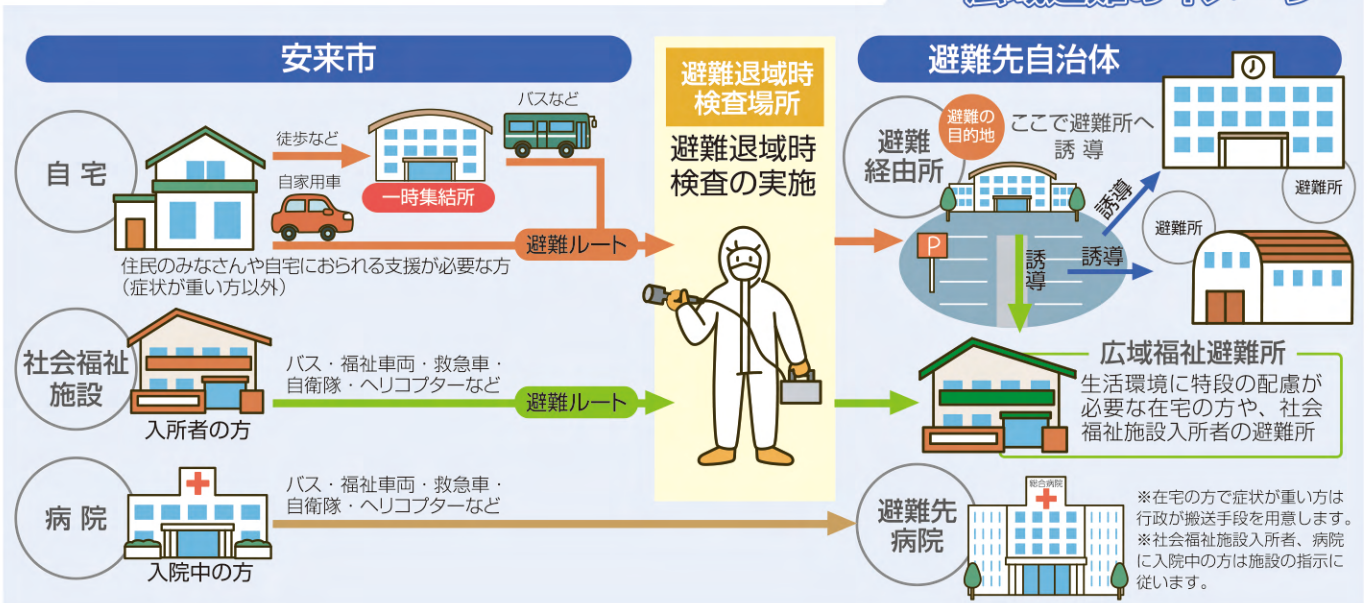 安来市
避難退域時
検査場所
避難先自治体
自宅
徒歩など
バスなど
一時集結所
自家用車
避難ルート
住民のみなさんや自宅におられる支援が必要な方
（症状が重い方以外）
避難退域時
検査の実施
避難
経由所
避難の
目的地
ここで避難所へ
誘導
P
誘導
誘導
誘導
避難所
避難所
社会福祉
施設
入所者の方
バス・福祉車両・救急車・
自衛隊・ヘリコプターなど
避難ルート
広域福祉避難所
生活環境に特段の配慮が
必要な在宅の方や、社会
福祉施設入所者の避難所
病院
入院中の方
バス・福祉車両・救急車・
自衛隊・ヘリコプターなど
避難先
病院
総合病院
※在宅の方で症状が重い方は
行政が搬送手段を用意します。
※社会福祉施設入所者、病院
に入院中の方は施設の指示に
従います。